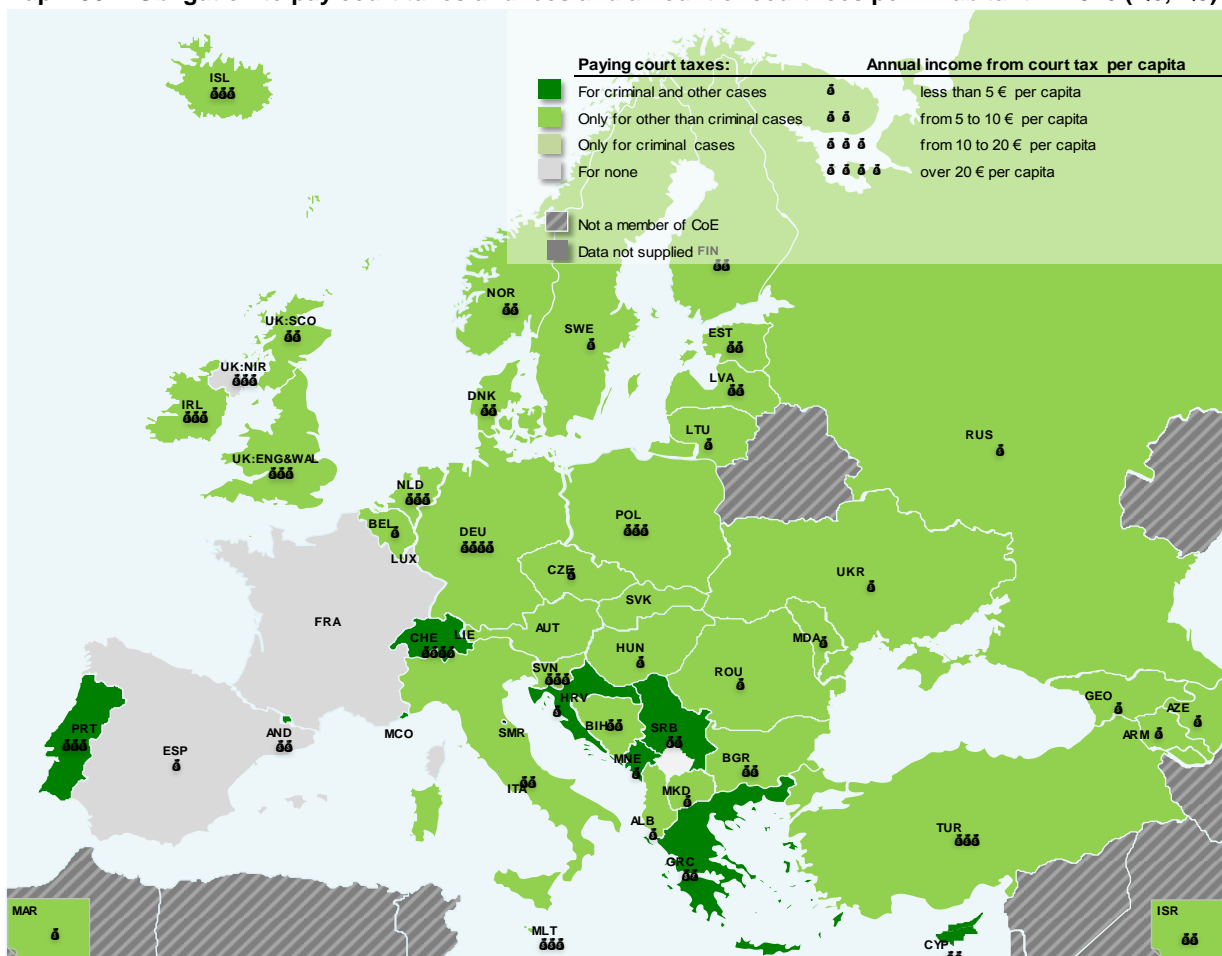 Paying court taxes: Annual income from court tax per capita
For criminal and other cases less than 5 € per capita
Only for other than criminal cases from 5 to 10 € per capita
Only for criminal cases from 10 to 20 € per capita
For none over 20 € per capita
Not a member of CoE
Data not supplied
ISL
FIN
NOR
UK:SCO
SWE
EST
UK:NIR
LVA
DNK
IRL
LTU
RUS
UK:ENG&WAL
NLD
BEL
POL
DEU
LUX
CZE
UKR
SVK
FRA
AUT
CHE
LIE
MDA
HUN
SVN
ROU
GEO
HRV
AZE
PRT
BIH
SRB
AND
MCO
SMR
ARM
ESP
MNE
BGR
ITA
MKD
ALB
TUR
GRC
MAR
ISR
MLT
CYP